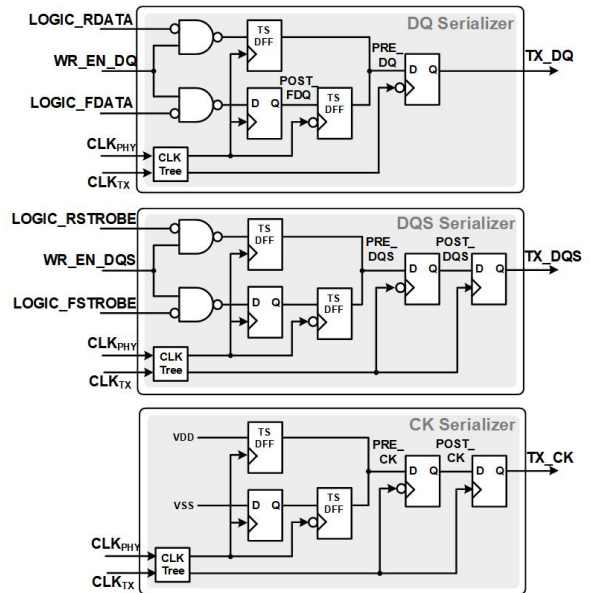 DQ Serializer
LOGIC_RDATA
TS
DFF
WR_EN_DQ
PRE_
DQ
D Q
TX_DQ
LOGIC_FDATA
D Q
POST_
FDQ
TS
DFF
CLKPHY
CLK
Tree
CLKTX
DQS Serializer
LOGIC_RSTROBE
TS
DFF
WR_EN_DQS
PRE_
DQS
D Q
POST_
DQS
D Q
TX_DQS
LOGIC_FSTROBE
D Q
TS
DFF
CLKPHY
CLK
Tree
CLKTX
CK Serializer
VDD
TS
DFF
PRE_
CK
D Q
POST_
CK
D Q
TX_CK
VSS
D Q
TS
DFF
CLKPHY
CLK
Tree
CLKTX